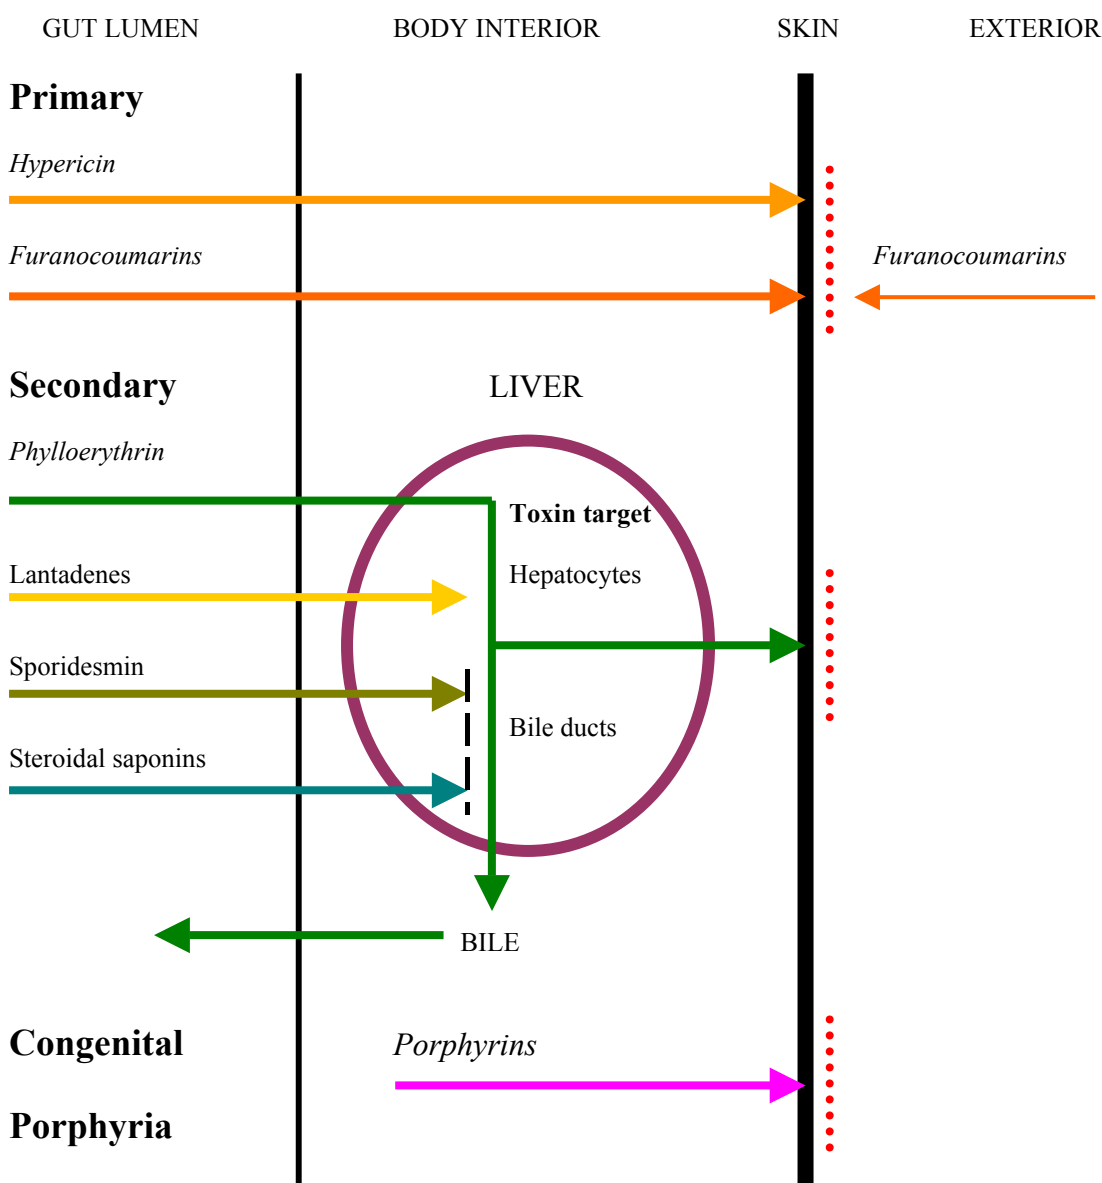 GUT LUMEN BODY INTERIOR SKIN EXTERIOR
Primary
Hypericin
Furanocoumarins Furanocoumarins
Secondary LIVER
Phylloerythrin
Toxin target
Lantadenes Hepatocytes
Sporidesmin
Bile ducts
Steroidal saponins
BILE
Congenital Porphyrins
Porphyria